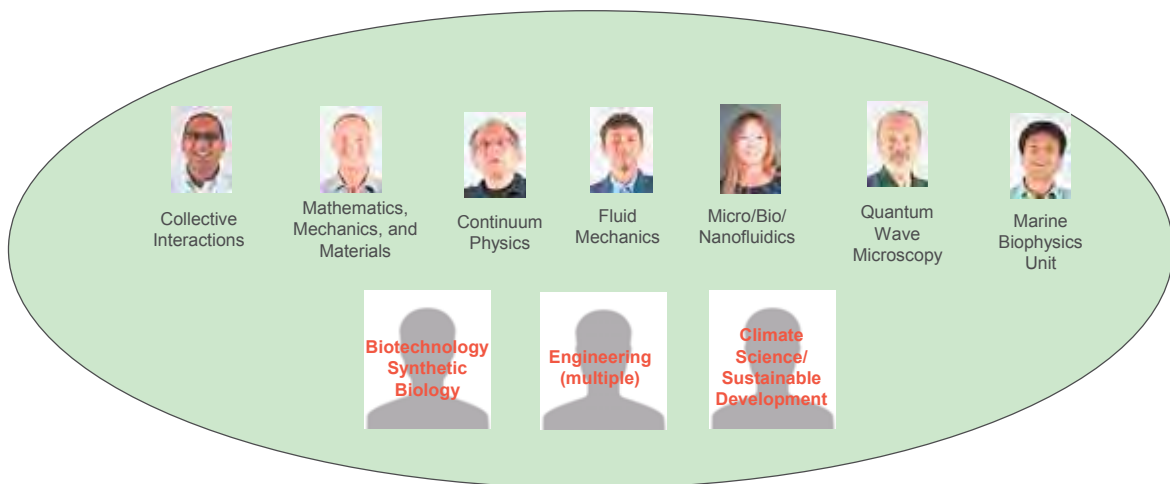 Collective
Interactions
Mathematics,
Mechanics, and
Materials
Continuum
Physics
Fluid
Mechanics
Micro/Bio/
Nanofluidics
Quantum
Wave
Microscopy
Marine
Biophysics
Unit
Biotechnology
Synthetic
Biology
Engineering
(multiple)
Climate
Science/
Sustainable
Development